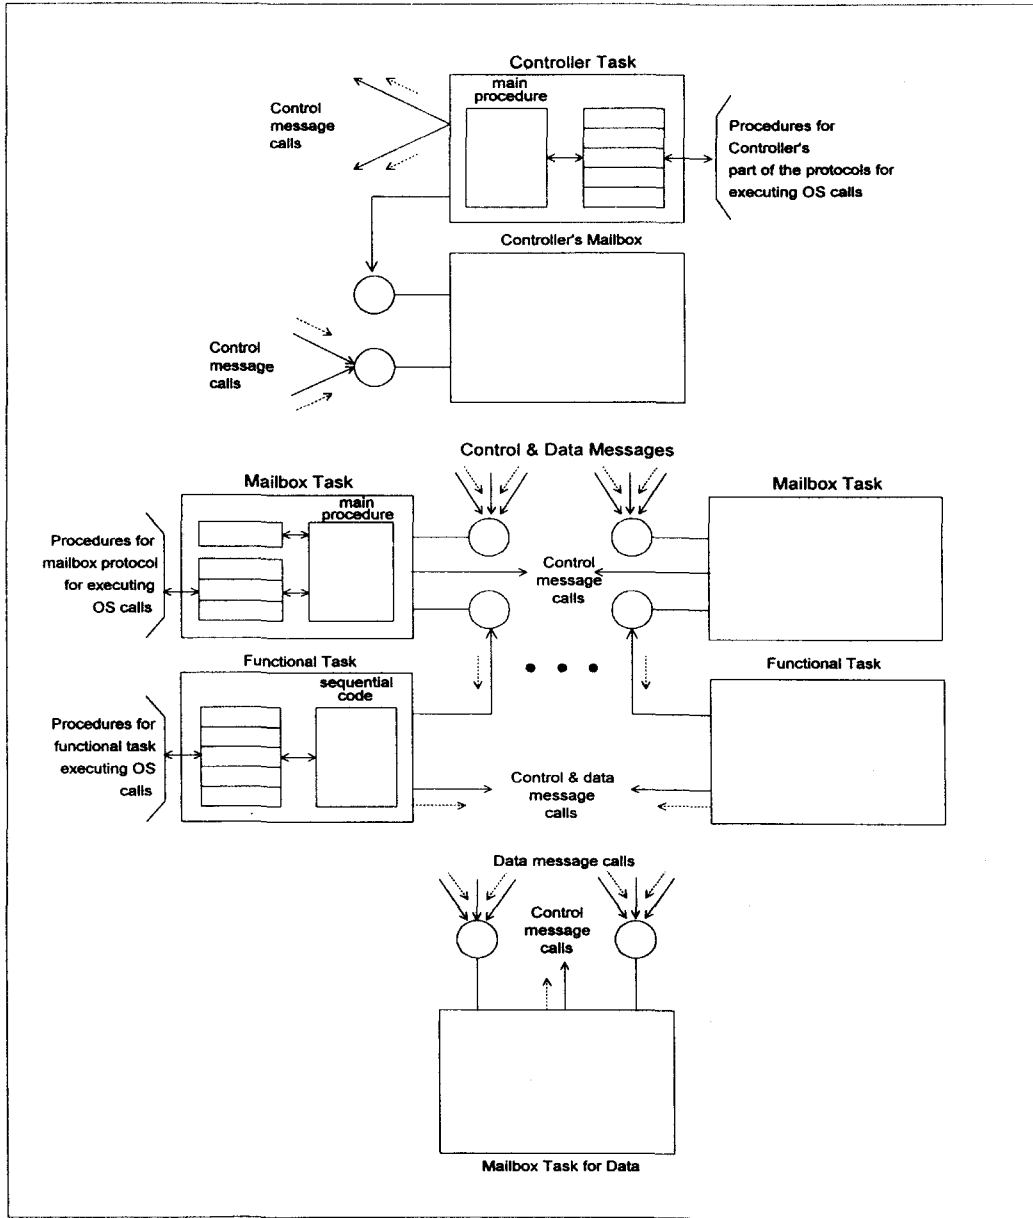 Controller Task
main
procedure
Control
message
calls
Procedures for
Controller's
part of the protocols for
executing OS calls
Controller's Mailbox
Control
message
calls
Control & Data Messages
Mailbox Task
main
procedure
Mailbox Task
Procedures for
mailbox protocol
for executing
OS calls
Control
message
calls
Functional Task
sequential
code
Functional Task
Procedures for
functional task
executing OS
calls
Control & data
message
calls
Data message calls
Control
message
calls
Mailbox Task for Data